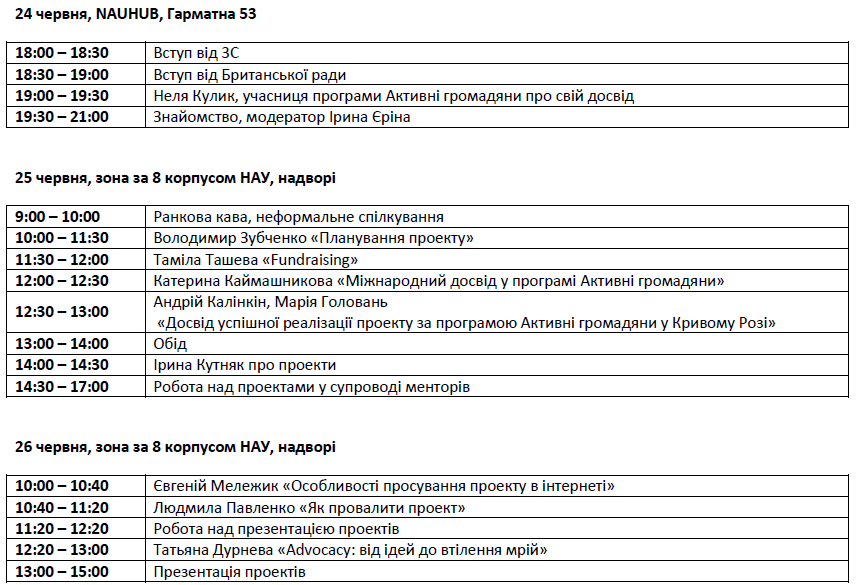 24 червня, NAUHUB, Гарматна 53
18:00 – 18:30 Вступ від ЗС
18:30 – 19:00 Вступ від Британської ради
19:00 – 19:30 Неля Кулик, учасниця програми Активні громадяни про свій досвід
19:30 – 21:00 Знайомство, модератор Ірина Єріна
25 червня, зона за 8 корпусом НАУ, надворі
9:00 – 10:00 Ранкова кава, неформальне спілкування
10:00 – 11:30 Володимир Зубченко «Планування проекту»
11:30 – 12:00 Таміла Ташева «Fundraising»
12:00 – 12:30 Катерина Каймашникова «Міжнародний досвід у програмі Активні громадяни»
12:30 – 13:00 Андрій Калінкін, Марія Головань
«Досвід успішної реалізації проекту за програмою Активні громадяни у Кривому Розі»
13:00 – 14:00 Обід
14:00 – 14:30 Ірина Кутняк про проекти
14:30 – 17:00 Робота над проектами у супроводі менторів
26 червня, зона за 8 корпусом НАУ, надворі
10:00 – 10:40 Євгеній Мележик «Особливості просування проекту в інтернеті»
10:40 – 11:20 Людмила Павленко «Як провалити проект»
11:20 – 12:20 Робота над презентацією проектів
12:20 – 13:00 Татьяна Дурнева «Advocacy: від ідей до втілення мрій»
13:00 – 15:00 Презентація проектів